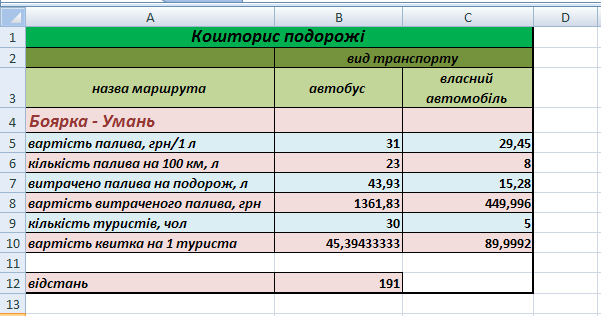 A B C D
1 Кошторис подорожі
2 вид транспорту
3 назва маршрута автобус власний автомобіль
4 Боярка - Умань
5 вартість палива, грн/1 л 31 29,45
6 кількість палива на 100 км, л 23 8
7 витрачено палива на подорож, л 43,93 15,28
8 вартість витраченого палива, грн 1361,83 449,996
9 кількість туристів, чол 30 5
10 вартість квитка на 1 туриста 45,39433333 89,9992
11
12 відстань 191
13